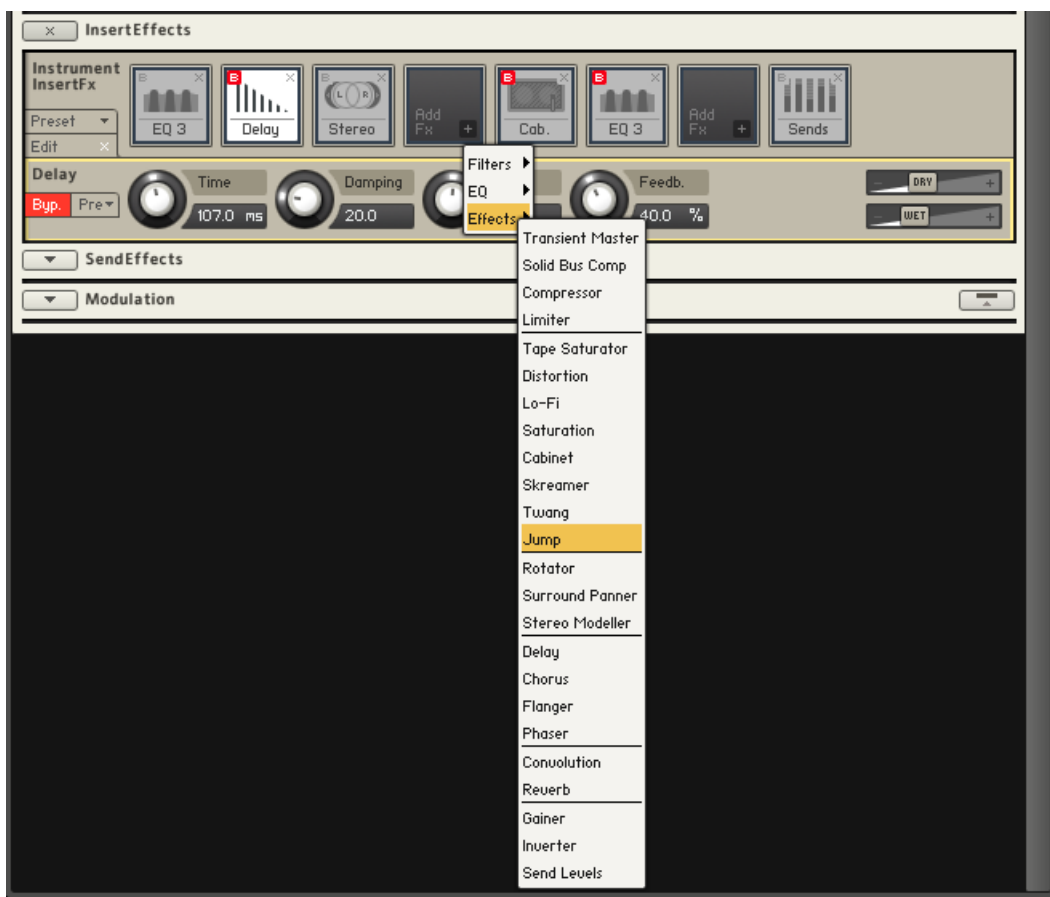 × InsertEffects
Instrument
InsertFx
Preset
Edit ×
B × EQ 3
B × Delay
B × L R Stereo
Add
Fx +
B × Cab.
B × EQ 3
Add
Fx +
B × Sends
Delay
Byp. Pre
Time
107.0 ms
Damping
20.0
Feedb.
40.0 %
- DRY +
- WET +
Filters
EQ
Effects
SendEffects
Modulation
Transient Master
Solid Bus Comp
Compressor
Limiter
Tape Saturator
Distortion
Lo-Fi
Saturation
Cabinet
Skreamer
Twang
Jump
Rotator
Surround Panner
Stereo Modeller
Delay
Chorus
Flanger
Phaser
Convolution
Reverb
Gainer
Inverter
Send Levels